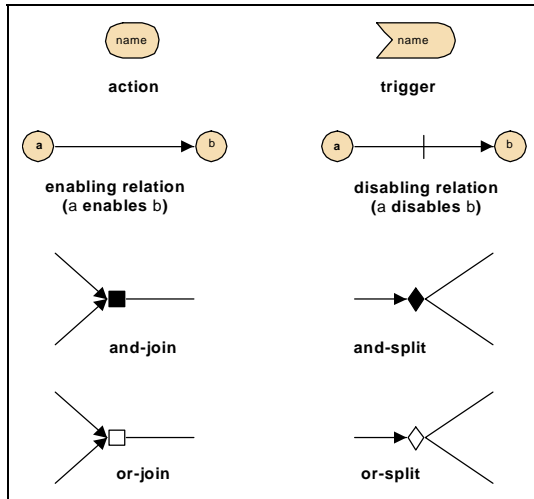 name
name
action
trigger
a
b
a
b
enabling relation
(a enables b)
disabling relation
(a disables b)
and-join
and-split
or-join
or-split